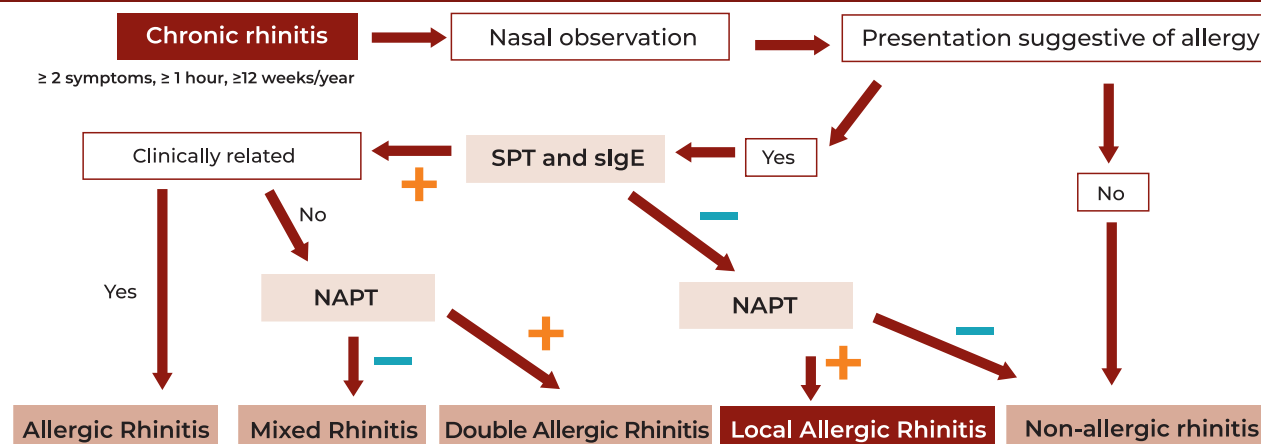 Chronic rhinitis
Nasal observation
Presentation suggestive of allergy
≥ 2 symptoms, ≥ 1 hour, ≥12 weeks/year
Clinically related
SPT and sIgE
Yes
No
+
−
No
Yes
NAPT
NAPT
−
+
+
−
Allergic Rhinitis
Mixed Rhinitis
Double Allergic Rhinitis
Local Allergic Rhinitis
Non-allergic rhinitis